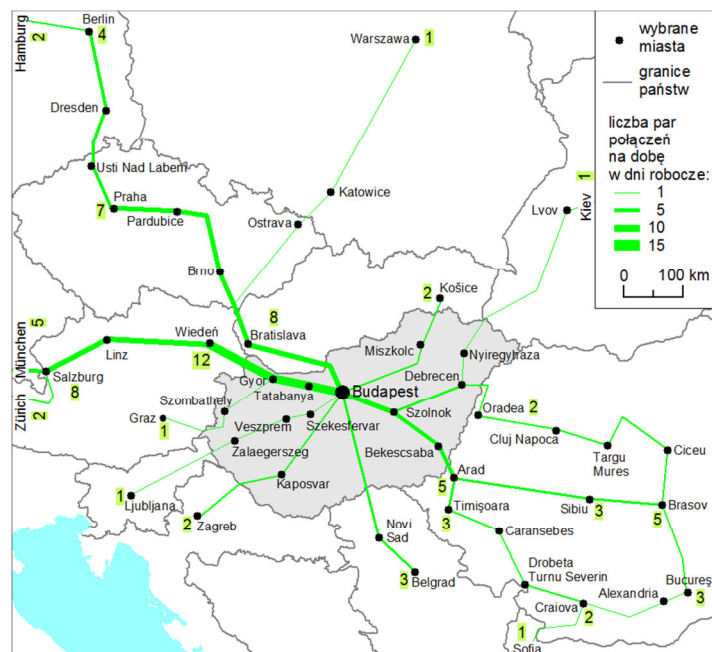 Hamburg
2
Berlin
4
Dresden
Usti Nad Labem
Praha
7
Pardubice
Brno
Warszawa
1
Katowice
Ostrava
Lvov
Kiev
1
wybrane
miasta
granice
państw
liczba par
połączeń
na dobę
w dni robocze:
1
5
10
15
0
100 km
Košice
2
Miszkolc
Nyiregyhaza
Debrecen
8
Bratislava
Wiedeń
12
Linz
5
München
Salzburg
8
Zürich
2
Gyor
Tatabanya
Budapest
Szombathely
Graz
1
Veszprem
Szekesfervar
Zalaegerszeg
Kaposvar
Ljubljana
1
Zagreb
2
Szolnok
Bekescsaba
Oradea
2
Cluj Napoca
Targu
Mures
Ciceu
Arad
5
Sibiu
3
Brasov
5
Timişoara
3
Caransebes
Novi
Sad
Belgrad
3
Drobeta
Turnu Severin
Craiova
2
Alexandria
Bucureş
3
1
Sofia